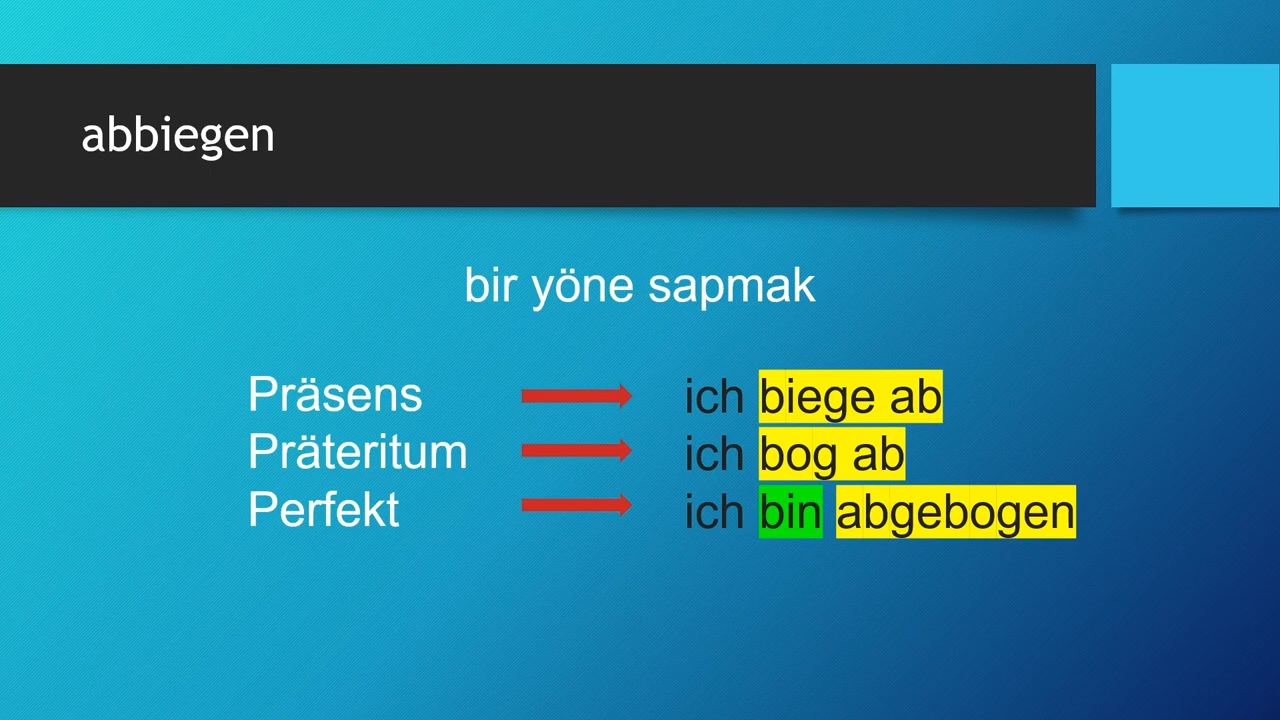 abbiegen
bir yöne sapmak
Präsens ich biege ab
Präteritum ich bog ab
Perfekt ich bin abgebogen